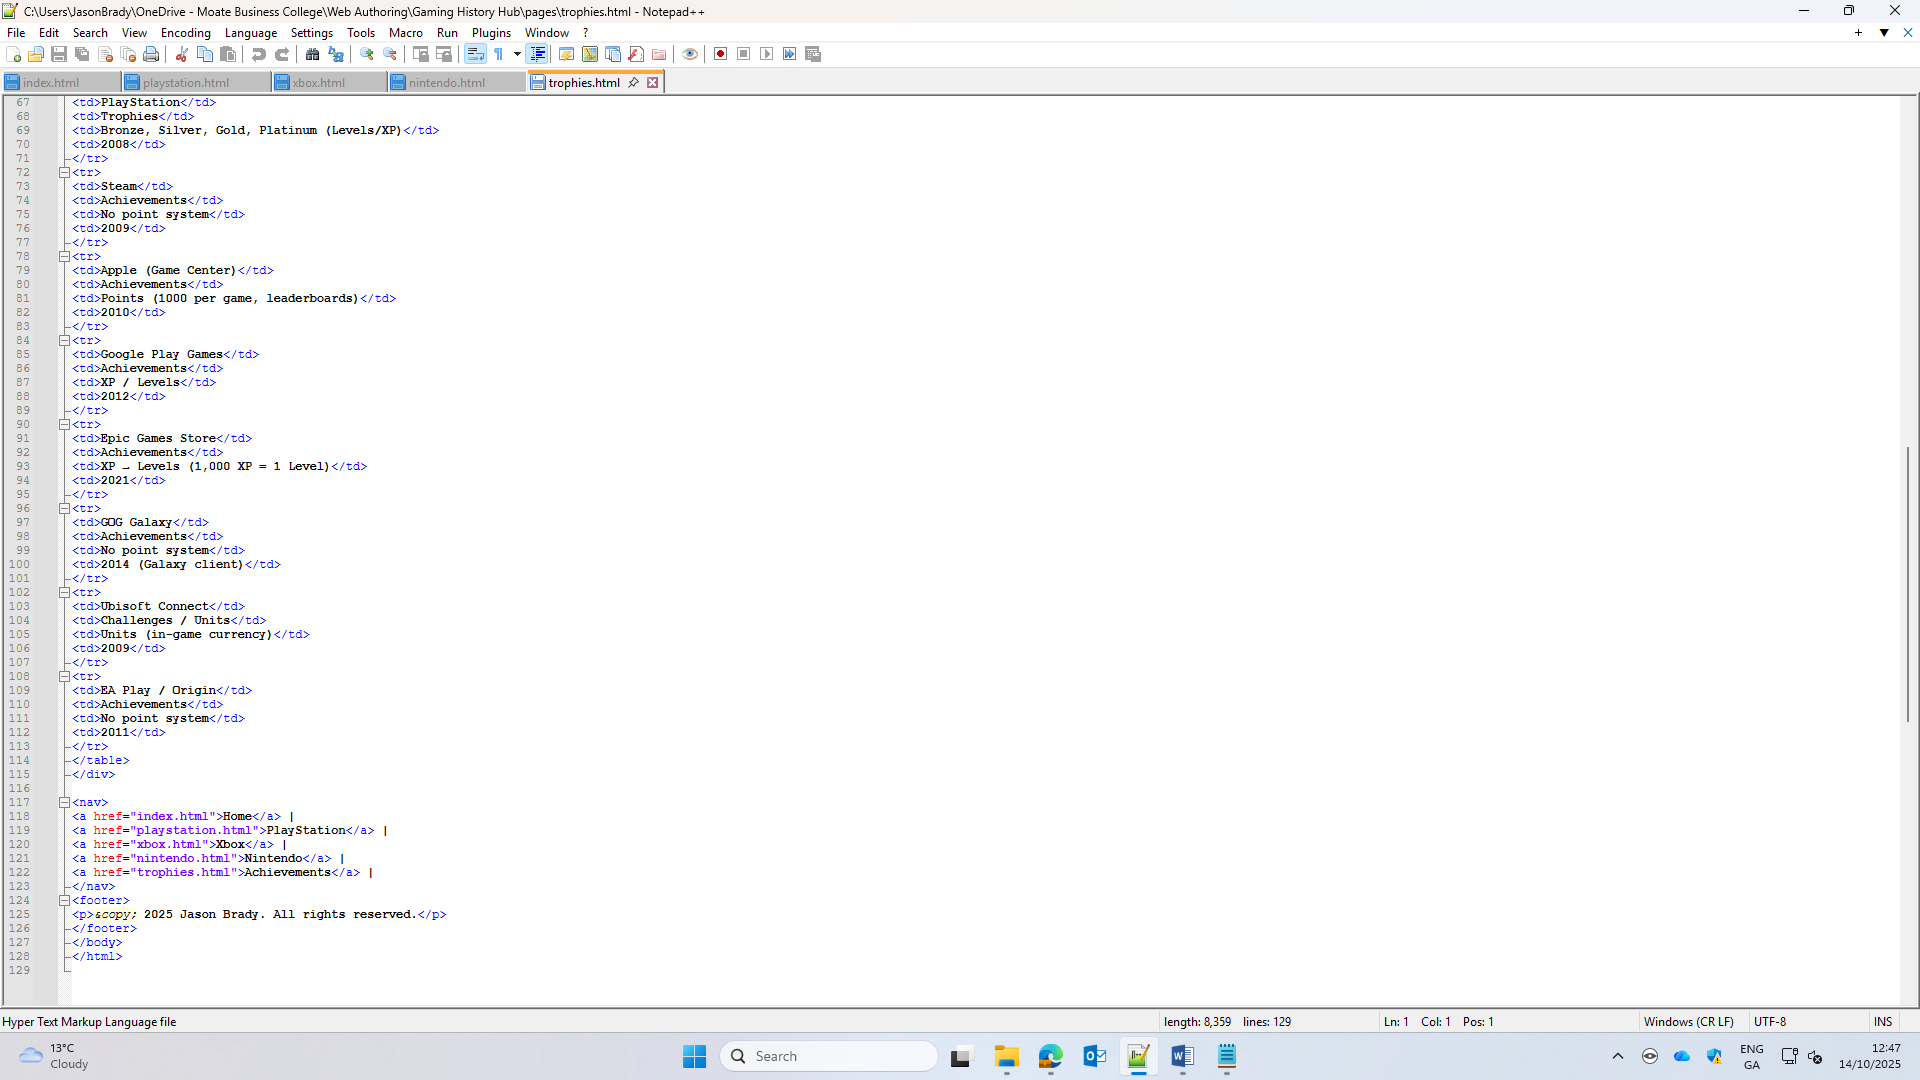 C:\Users\JasonBrady\OneDrive - Moate Business College\Web Authoring\Gaming History Hub\pages\trophies.html - Notepad++
File Edit Search View Encoding Language Settings Tools Macro Run Plugins Window ?
index.html playstation.html xbox.html nintendo.html trophies.html
67 <td>PlayStation</td>
68 <td>Trophies</td>
69 <td>Bronze, Silver, Gold, Platinum (Levels/XP)</td>
70 <td>2008</td>
71 </tr>
72 <tr>
73 <td>Steam</td>
74 <td>Achievements</td>
75 <td>No point system</td>
76 <td>2009</td>
77 </tr>
78 <tr>
79 <td>Apple (Game Center)</td>
80 <td>Achievements</td>
81 <td>Points (1000 per game, leaderboards)</td>
82 <td>2010</td>
83 </tr>
84 <tr>
85 <td>Google Play Games</td>
86 <td>Achievements</td>
87 <td>XP / Levels</td>
88 <td>2012</td>
89 </tr>
90 <tr>
91 <td>Epic Games Store</td>
92 <td>Achievements</td>
93 <td>XP → Levels (1,000 XP = 1 Level)</td>
94 <td>2021</td>
95 </tr>
96 <tr>
97 <td>GOG Galaxy</td>
98 <td>Achievements</td>
99 <td>No point system</td>
100 <td>2014 (Galaxy client)</td>
101 </tr>
102 <tr>
103 <td>Ubisoft Connect</td>
104 <td>Challenges / Units</td>
105 <td>Units (in-game currency)</td>
106 <td>2009</td>
107 </tr>
108 <tr>
109 <td>EA Play / Origin</td>
110 <td>Achievements</td>
111 <td>No point system</td>
112 <td>2011</td>
113 </tr>
114 </table>
115 </div>
116
117 <nav>
118 <a href="index.html">Home</a> |
119 <a href="playstation.html">PlayStation</a> |
120 <a href="xbox.html">Xbox</a> |
121 <a href="nintendo.html">Nintendo</a> |
122 <a href="trophies.html">Achievements</a> |
123 </nav>
124 <footer>
125 <p>&copy; 2025 Jason Brady. All rights reserved.</p>
126 </footer>
127 </body>
128 </html>
129
Hyper Text Markup Language file length: 8,359 lines: 129 Ln: 1 Col: 1 Pos: 1 Windows (CR LF) UTF-8 INS
13°C
Cloudy
Search
ENG
GA
12:47
14/10/2025